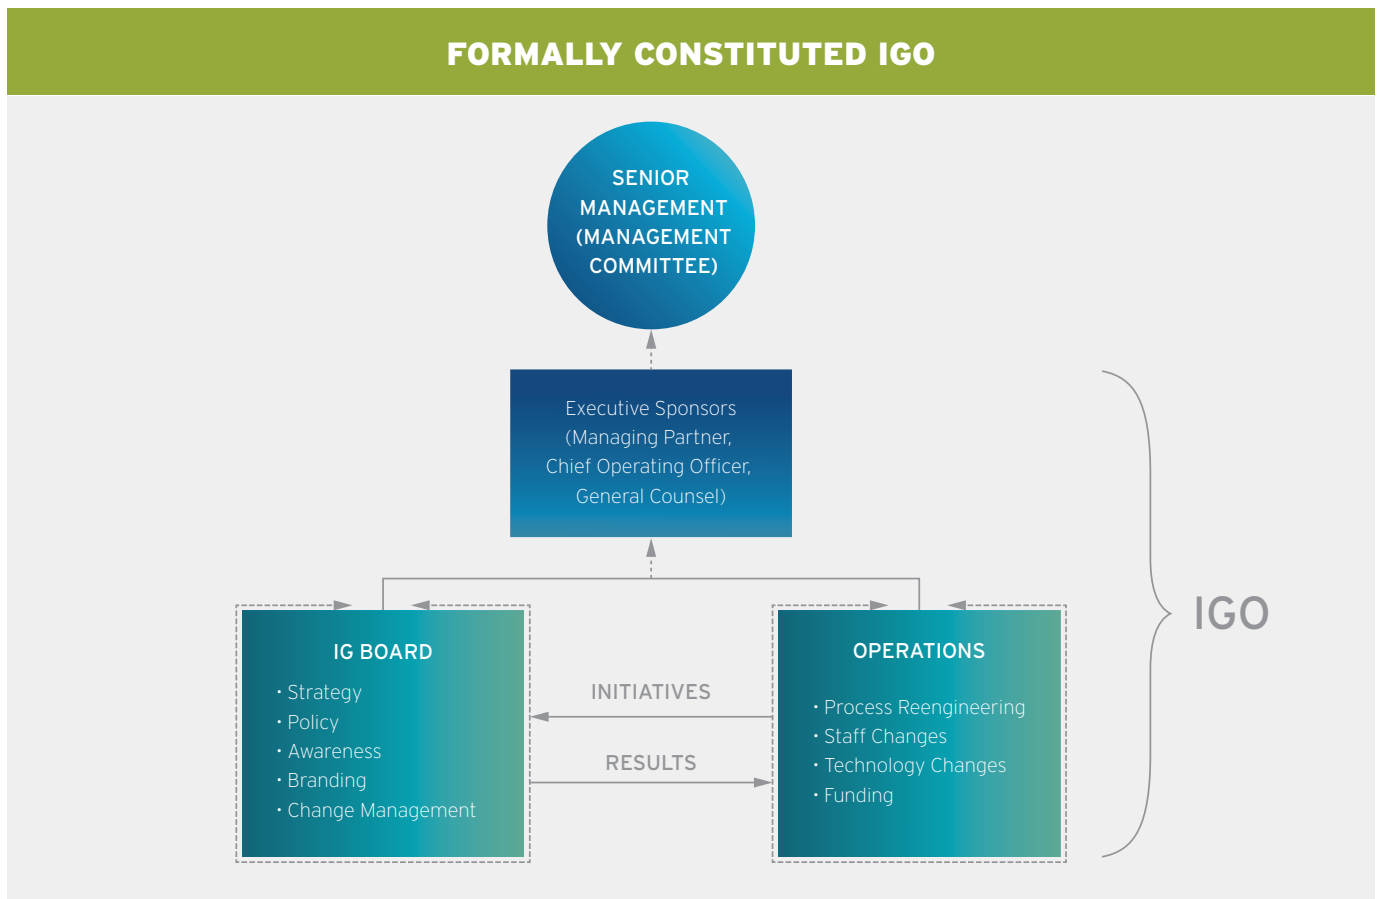 FORMALLY CONSTITUTED IGO
SENIOR
MANAGEMENT
(MANAGEMENT
COMMITTEE)
Executive Sponsors
(Managing Partner,
Chief Operating Officer,
General Counsel)
IGO
IG BOARD
· Strategy
· Policy
· Awareness
· Branding
· Change Management
INITIATIVES
RESULTS
OPERATIONS
· Process Reengineering
· Staff Changes
· Technology Changes
· Funding